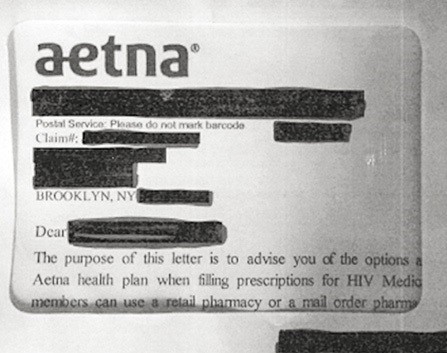 aetna®
Postal Service: Please do not mark barcode
Claim#:
BROOKLYN, NY
Dear
The purpose of this letter is to advise you of the options a
Aetna health plan when filling prescriptions for HIV Medic
members can use a retail pharmacy or a mail order pharm